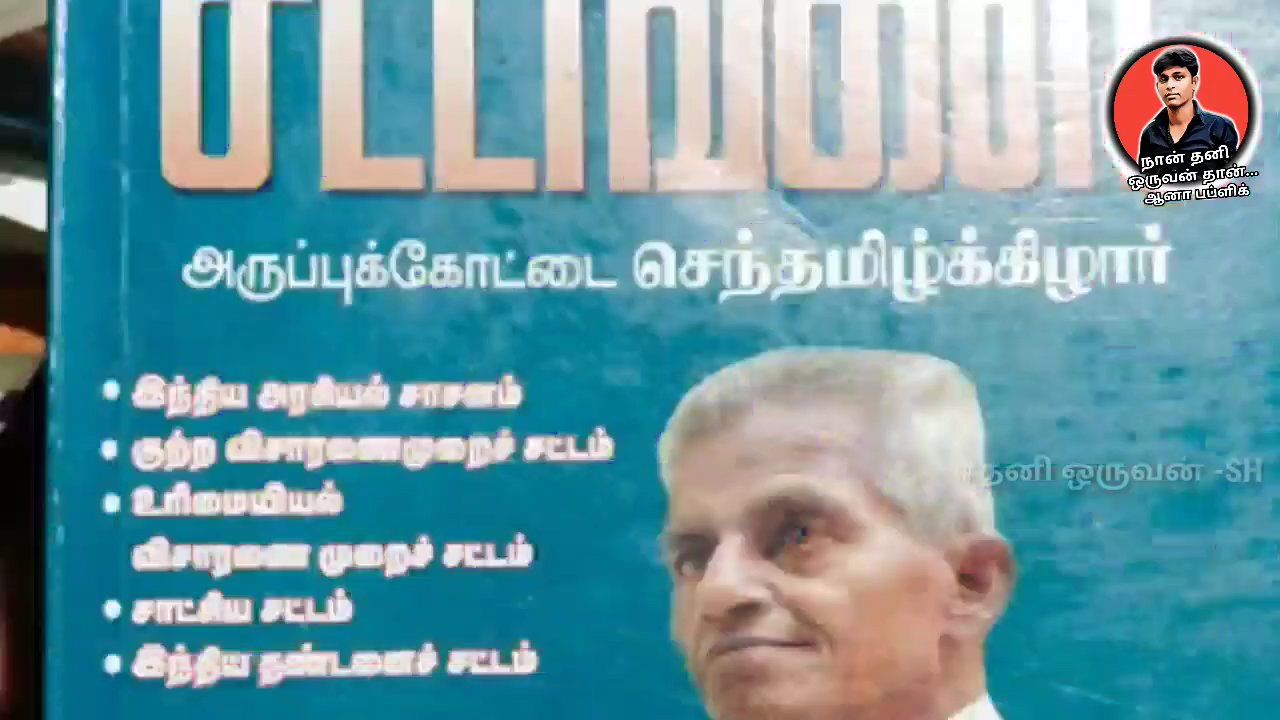 அருப்புக்கோட்டை செந்தமிழ்க்கிழார்
• இந்திய அரசியல் சாசனம்
• குற்ற விசாரணைமுறைச் சட்டம்
• உரிமையியல்
விசாரணை முறைச் சட்டம்
• சாட்சிய சட்டம்
• இந்திய தண்டனைச் சட்டம்
நான் தனி
ஒருவன் தான்...
ஆனா பப்ளிக்
தனி ஒருவன் -SH